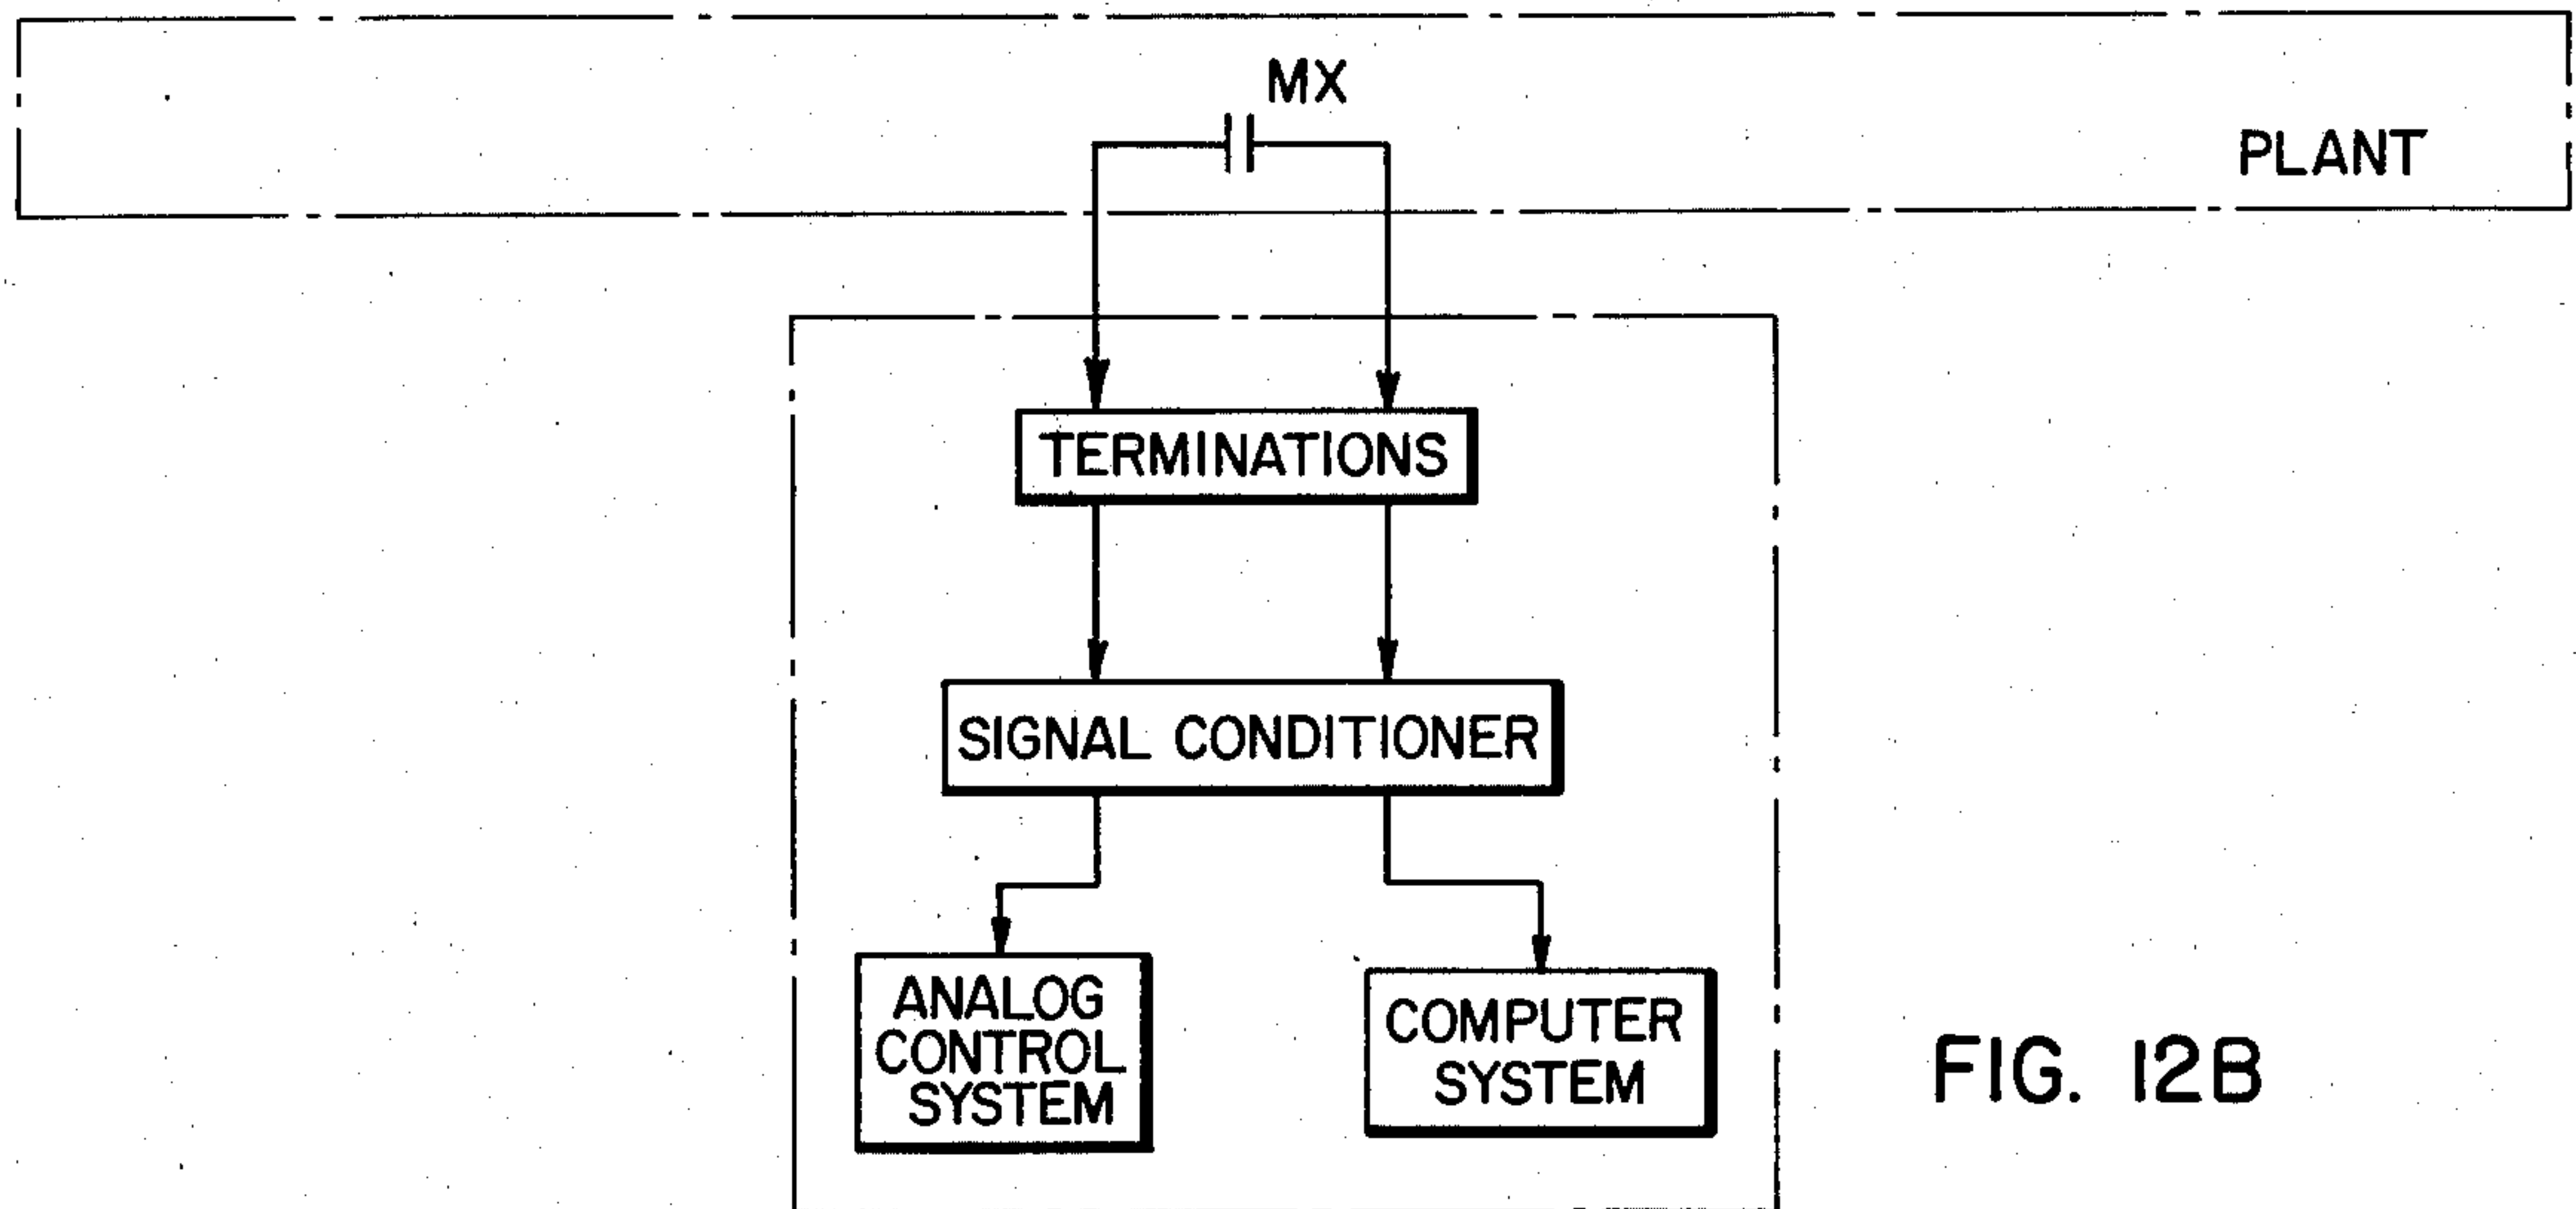 MX
PLANT
TERMINATIONS
SIGNAL CONDITIONER
ANALOG
CONTROL
SYSTEM
COMPUTER
SYSTEM
FIG. 12B